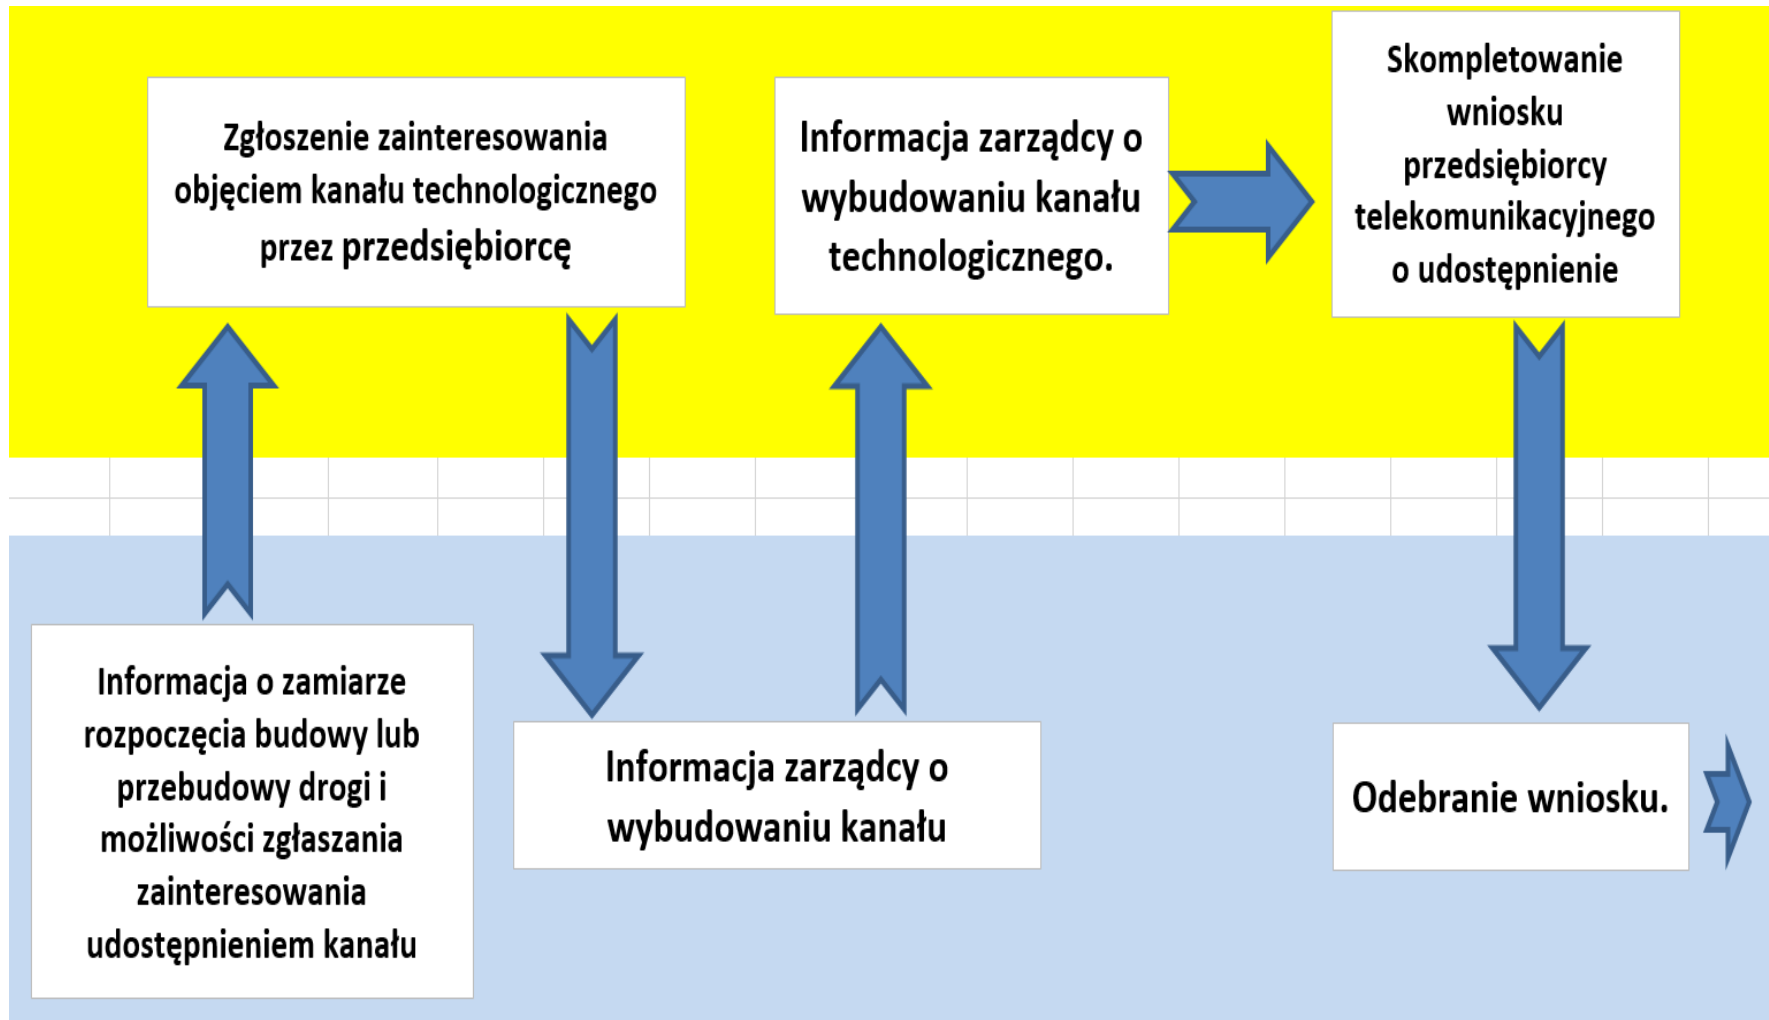 Zgłoszenie zainteresowania
objęciem kanału technologicznego
przez przedsiębiorcę
Informacja zarządcy o
wybudowaniu kanału
technologicznego.
Skompletowanie
wniosku
przedsiębiorcy
telekomunikacyjnego
o udostępnienie
Informacja o zamiarze
rozpoczęcia budowy lub
przebudowy drogi i
możliwości zgłaszania
zainteresowania
udostępnieniem kanału
Informacja zarządcy o
wybudowaniu kanału
Odebranie wniosku.